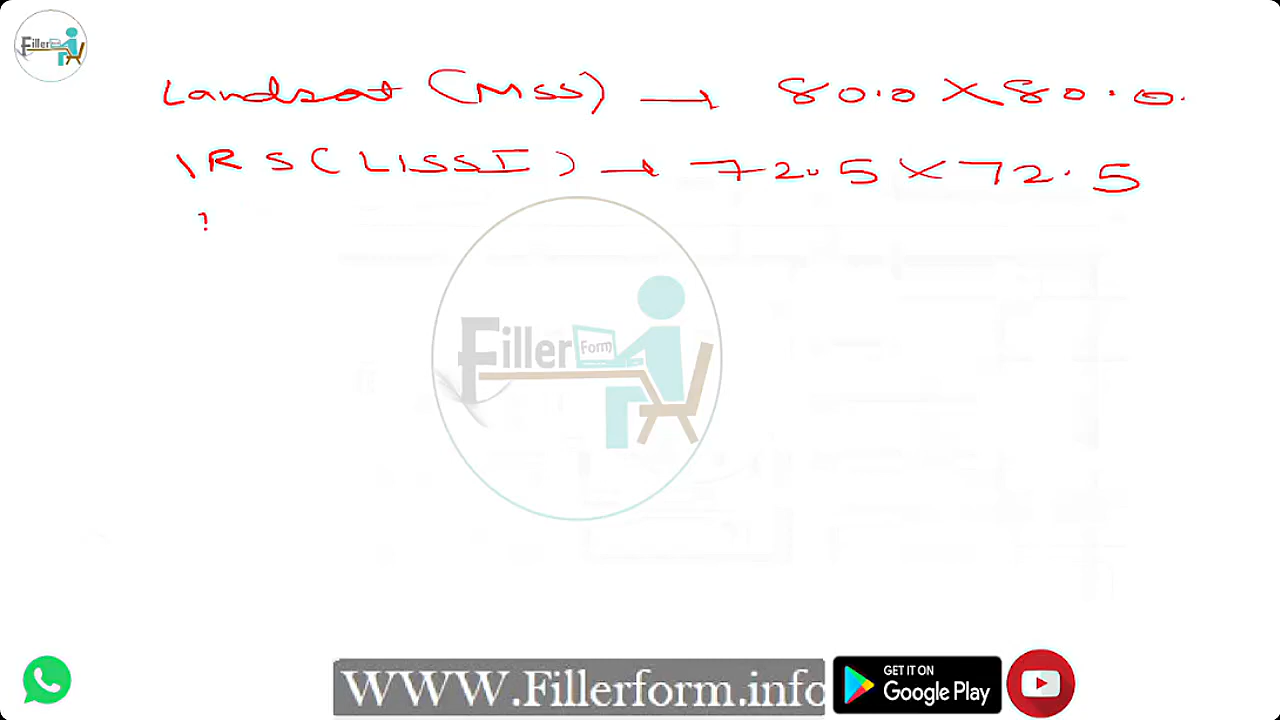 Filler
Landsat (MSS) → 80.0 X 80.0.
IRS (LISS I) → 72.5 X 72.5
Filler Form
WWW.Fillerform.info
GET IT ON
Google Play